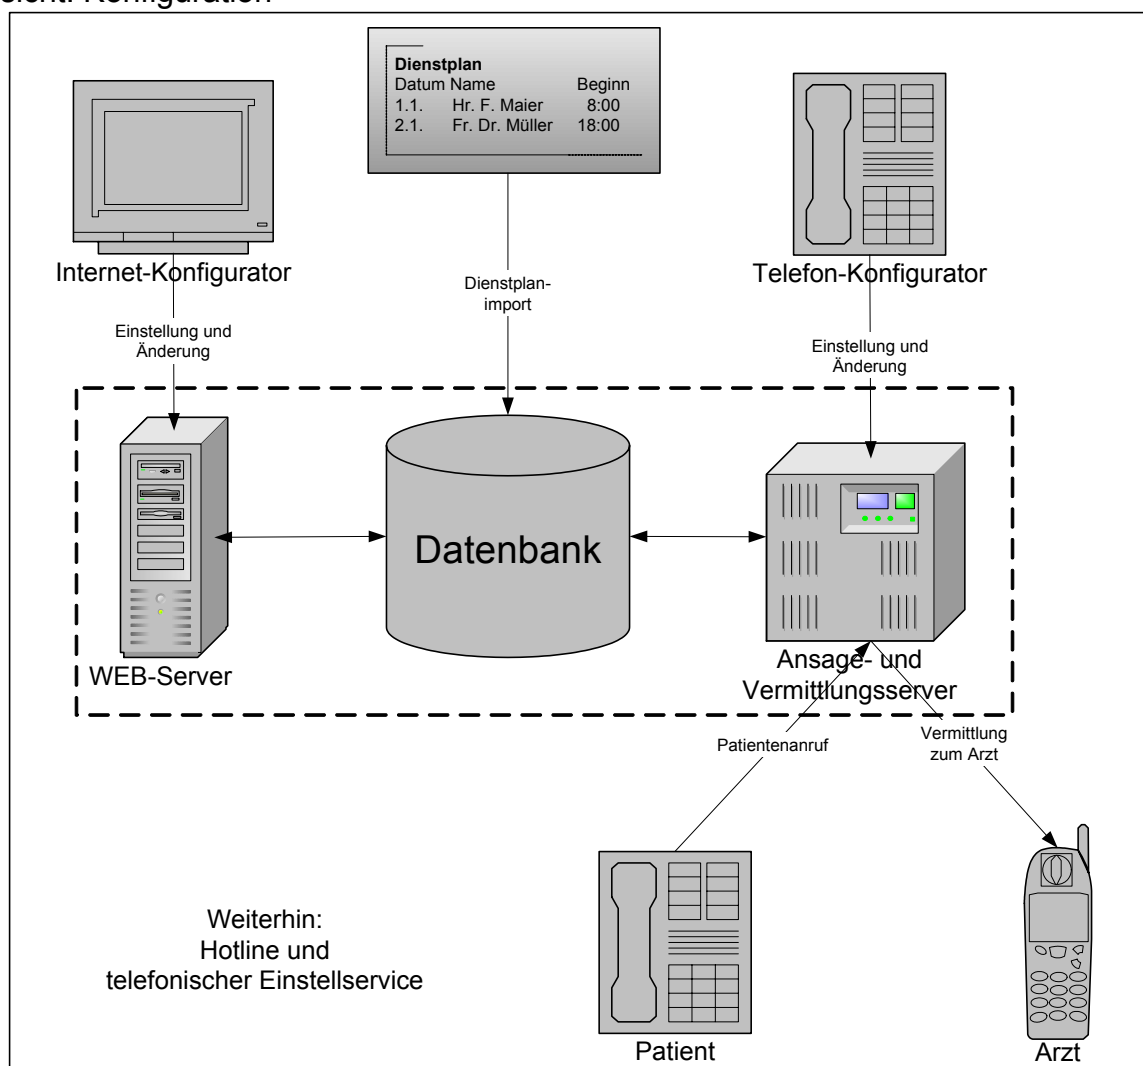 Konfiguration
Dienstplan
Datum Name Beginn
1.1. Hr. F. Maier 8:00
2.1. Fr. Dr. Müller 18:00
Internet-Konfigurator
Telefon-Konfigurator
Dienstplan-
import
Einstellung und
Änderung
Einstellung und
Änderung
Datenbank
WEB-Server
Ansage- und
Vermittlungsserver
Patientenanruf
Vermittlung
zum Arzt
Weiterhin:
Hotline und
telefonischer Einstellservice
Patient
Arzt